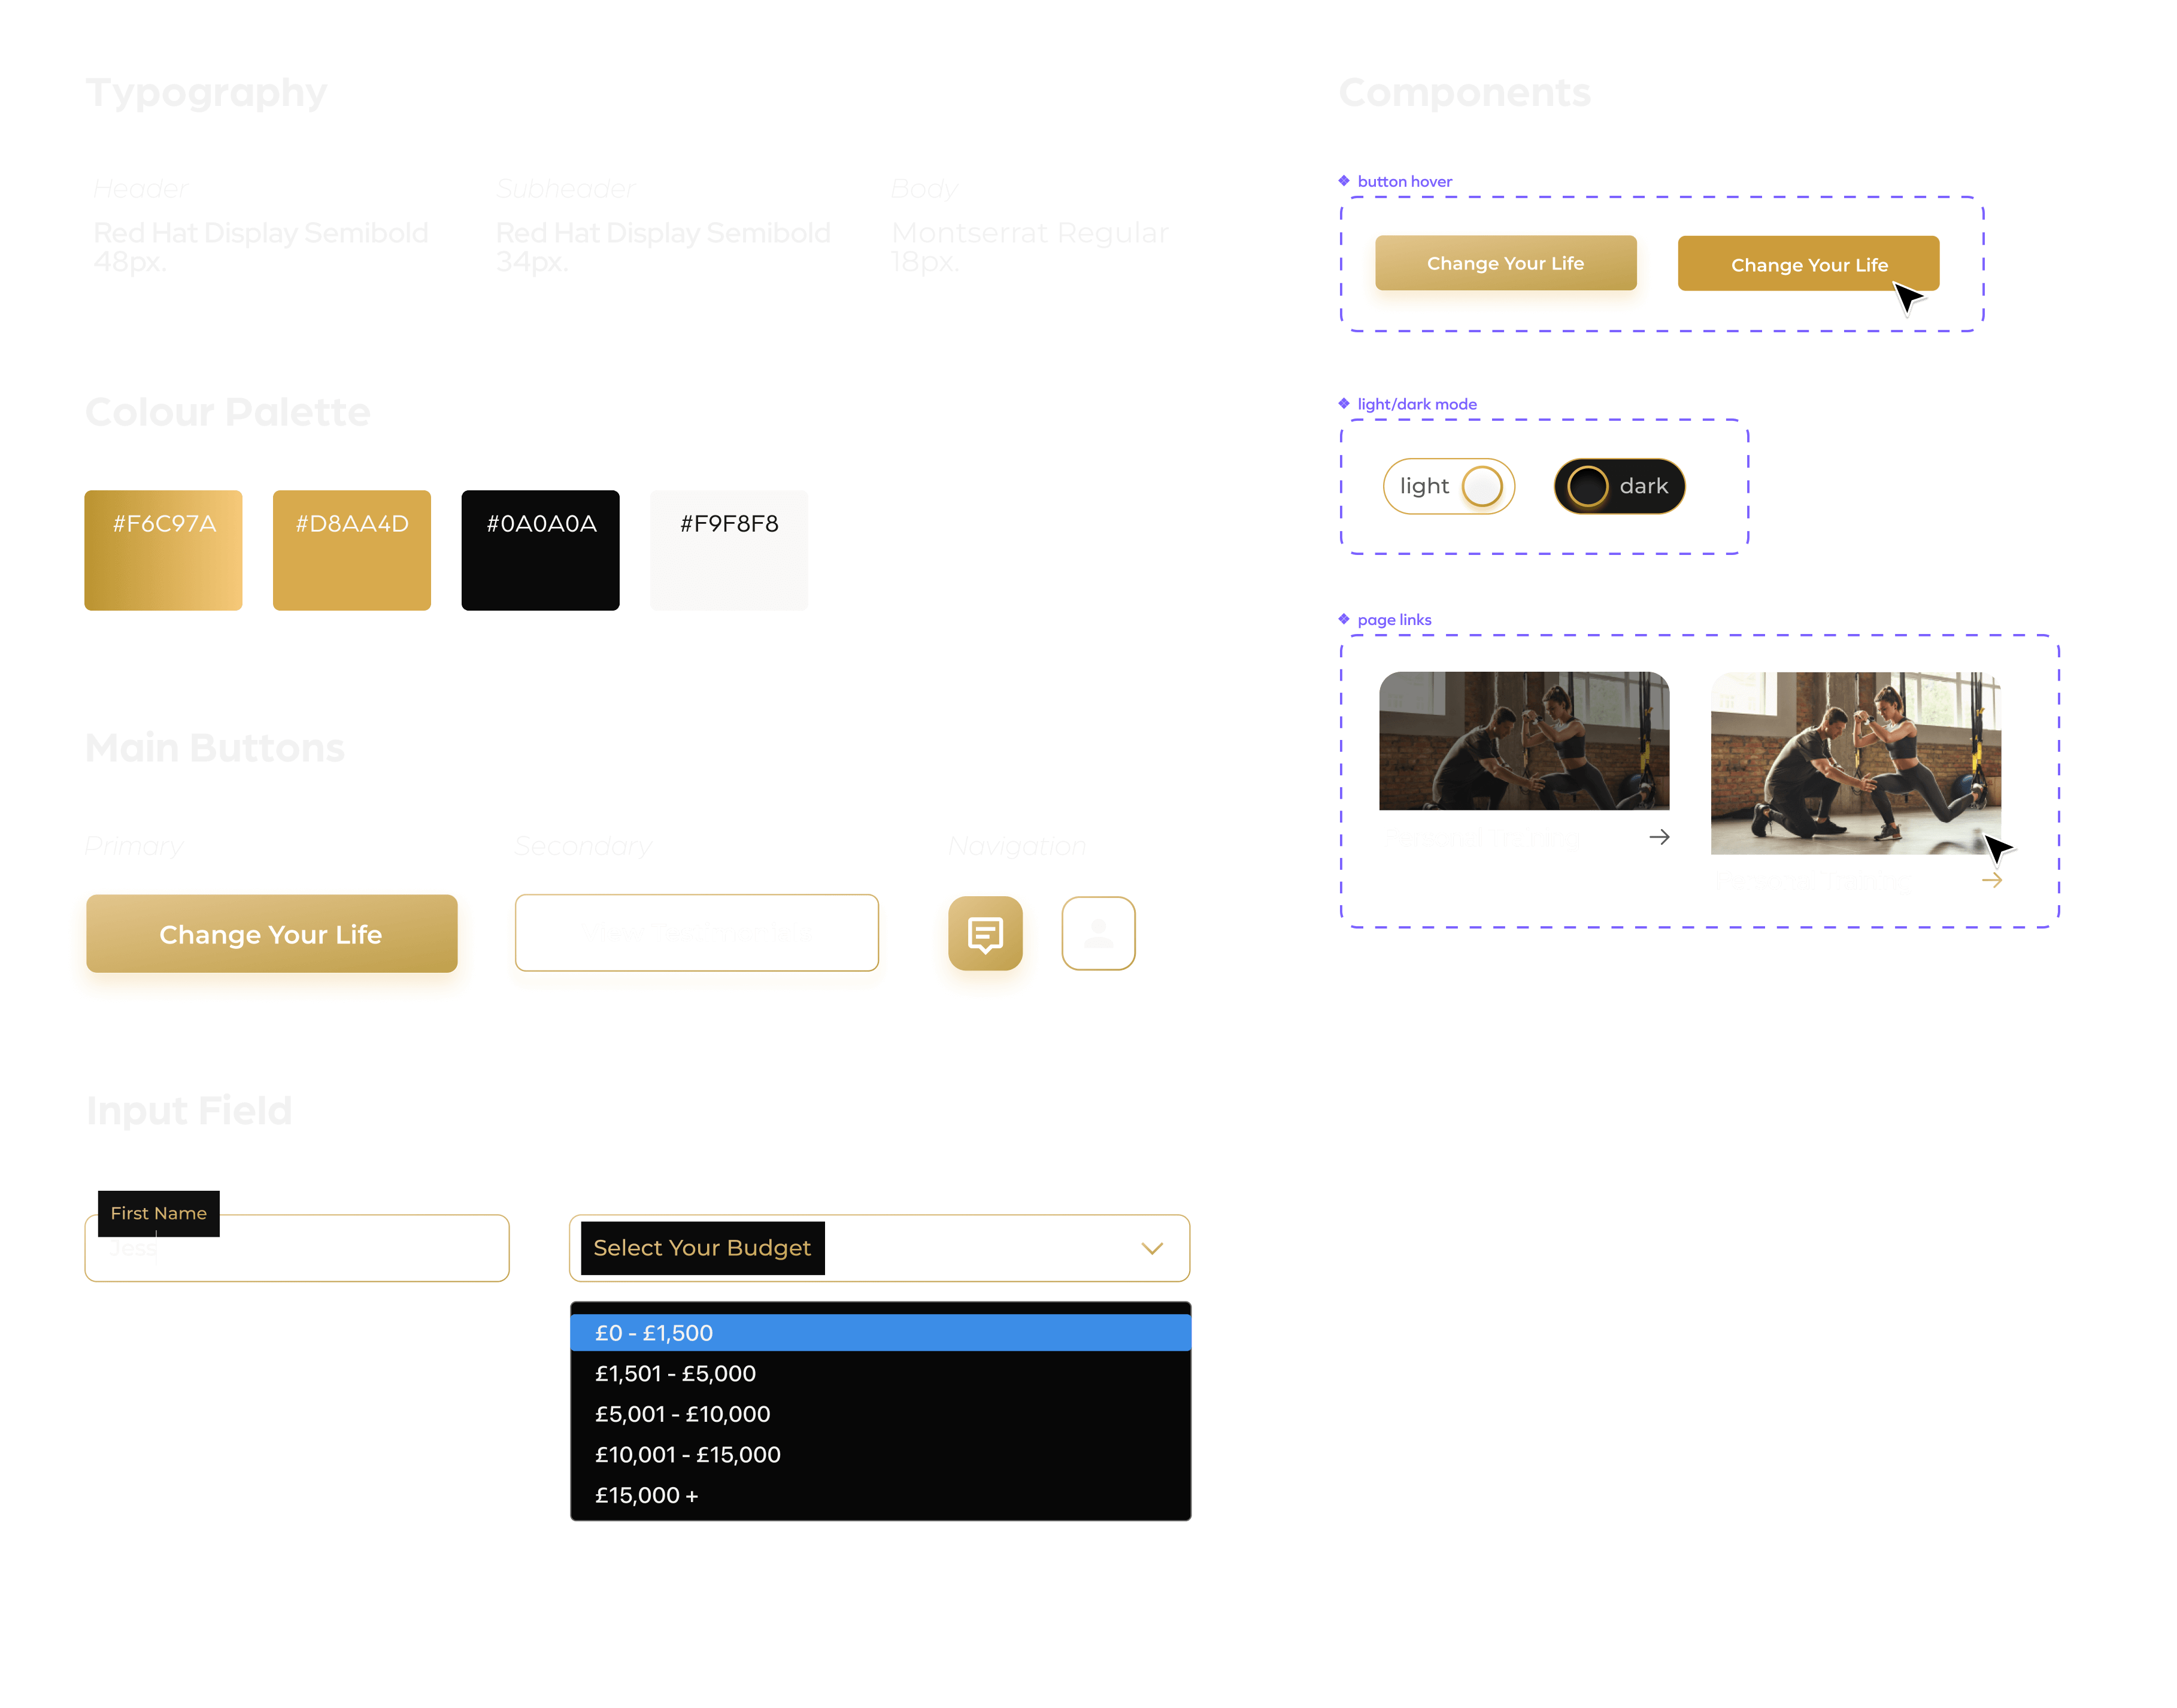 Typography
Header
Subheader
Body
Red Hat Display Semibold
48px.
Red Hat Display Semibold
34px.
Montserrat Regular
18px.
Colour Palette
#F6C97A
#D8AA4D
#0A0A0A
#F9F8F8
Main Buttons
Primary
Secondary
Navigation
Change Your Life
Input Field
First Name
Jess
Select Your Budget
£0 - £1,500
£1,501 - £5,000
£5,001 - £10,000
£10,001 - £15,000
£15,000 +
Components
button hover
Change Your Life
Change Your Life
light/dark mode
light
dark
page links
Personal Training
Personal Training